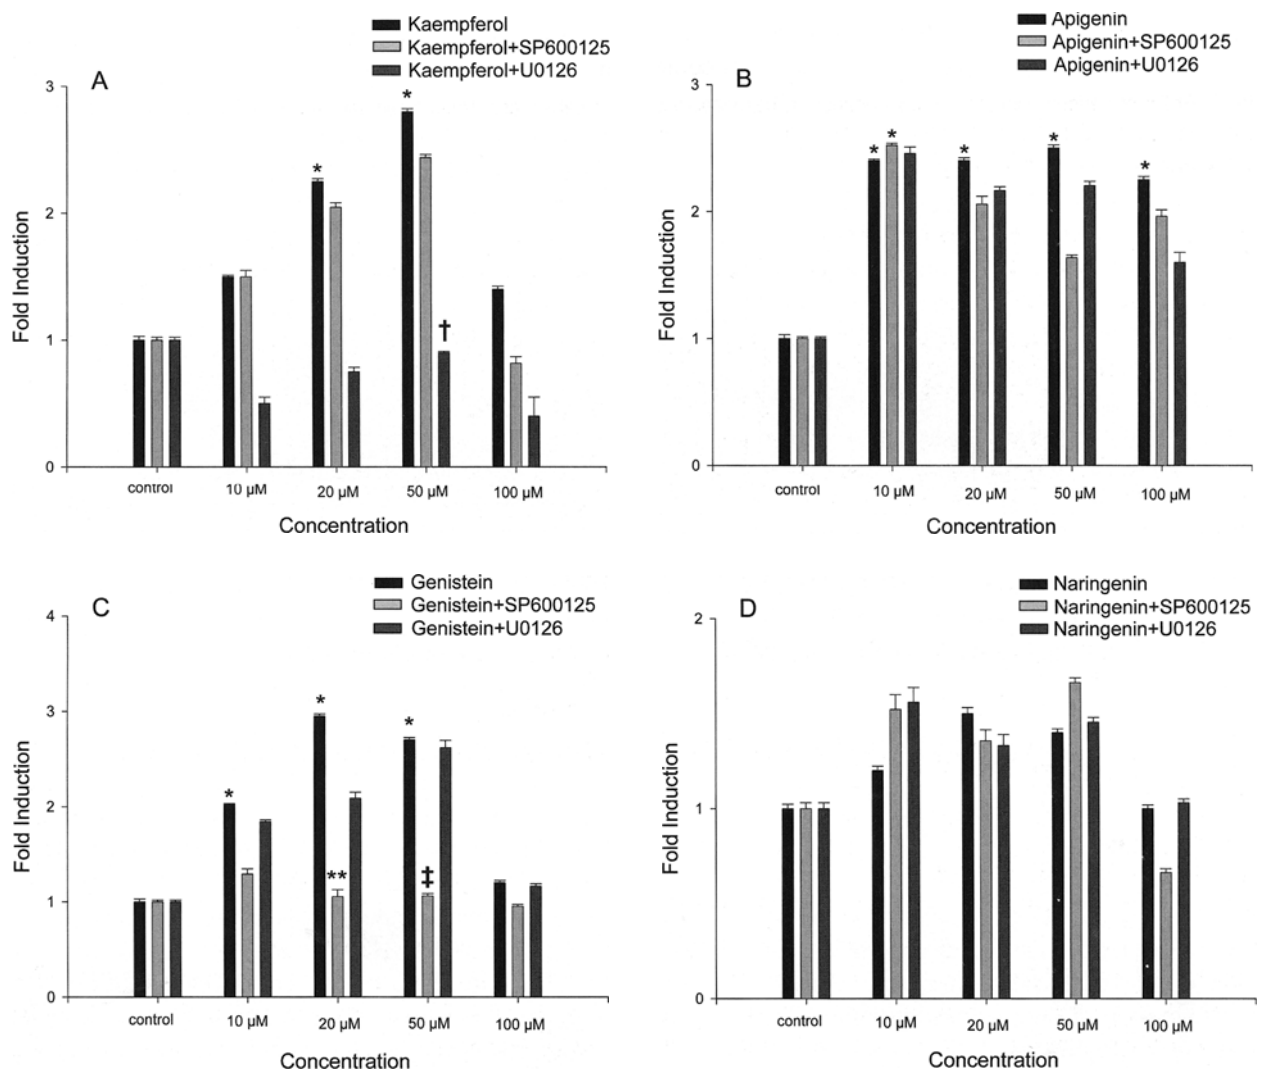 A
Kaempferol
Kaempferol+SP600125
Kaempferol+U0126
3
2
1
0
Fold Induction
*
*
†
control
10 µM
20 µM
50 µM
100 µM
Concentration
B
Apigenin
Apigenin+SP600125
Apigenin+U0126
3
2
1
0
Fold Induction
*
*
*
*
*
control
10 µM
20 µM
50 µM
100 µM
Concentration
C
Genistein
Genistein+SP600125
Genistein+U0126
4
3
2
1
0
Fold Induction
*
*
**
*
‡
control
10 µM
20 µM
50 µM
100 µM
Concentration
D
Naringenin
Naringenin+SP600125
Naringenin+U0126
2
1
0
Fold Induction
control
10 µM
20 µM
50 µM
100 µM
Concentration